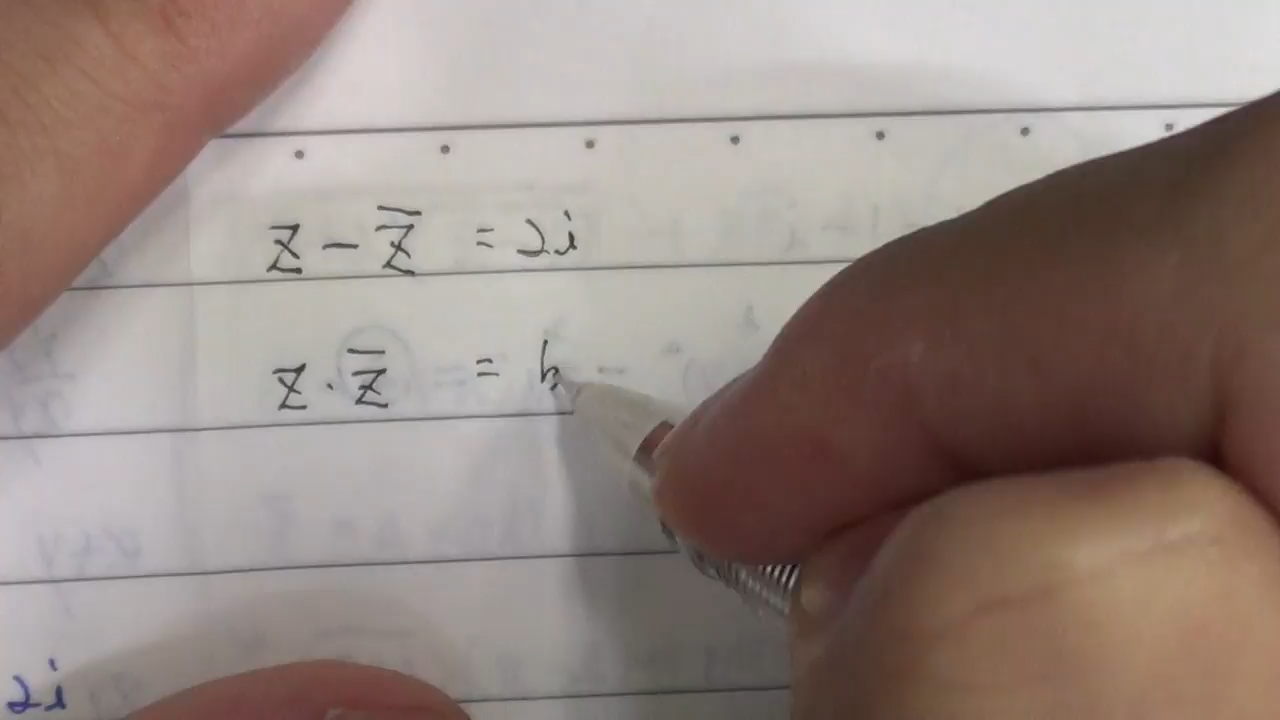 z - z̅ = 2i
z · z̅ =
2i